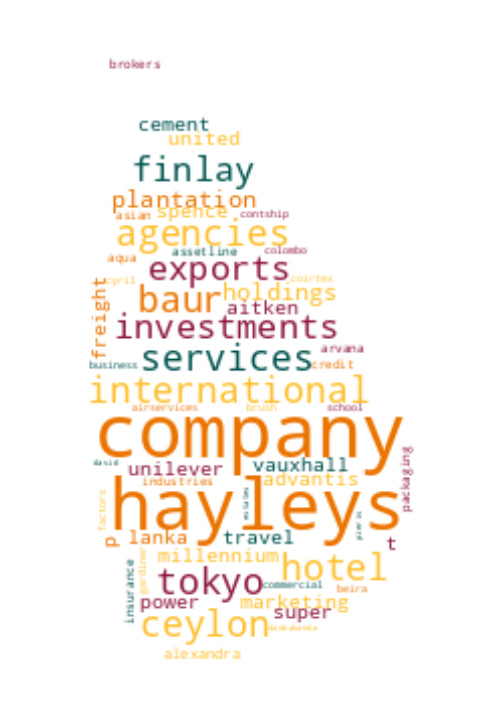 brokers
cement
united
finlay
plantation
asian spence contship
agencies
assetline colombo
aqua exports
cyril coirtex
freight baur holdings
aitken
investments
services arvana
business credit
international
airservices brush school
company
david unilever vauxhall packaging
industries advantis
hayleys
factors
p lanka travel t
gardiner millennium hotel
tokyo commercial
insurance power marketing beira
super
ceylon
alexandra